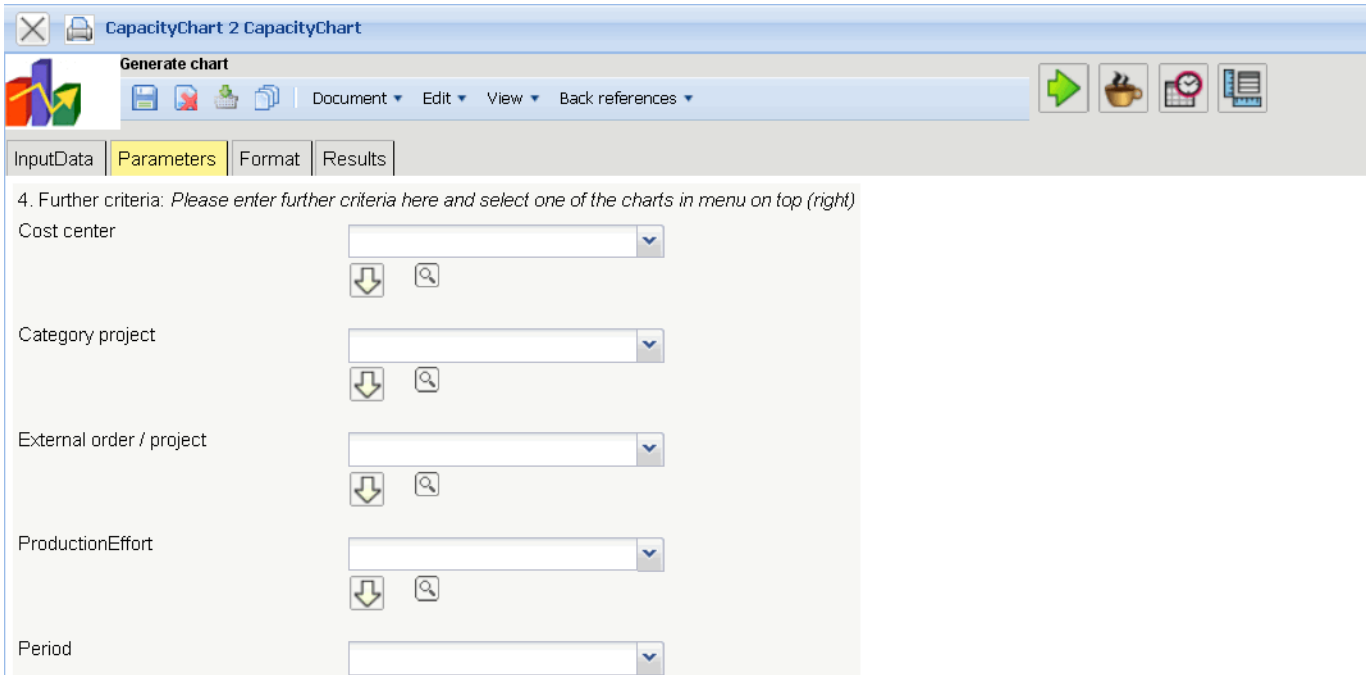 CapacityChart 2 CapacityChart
Generate chart
Document Edit View Back references
InputData Parameters Format Results
4. Further criteria: Please enter further criteria here and select one of the charts in menu on top (right)
Cost center
Category project
External order / project
ProductionEffort
Period